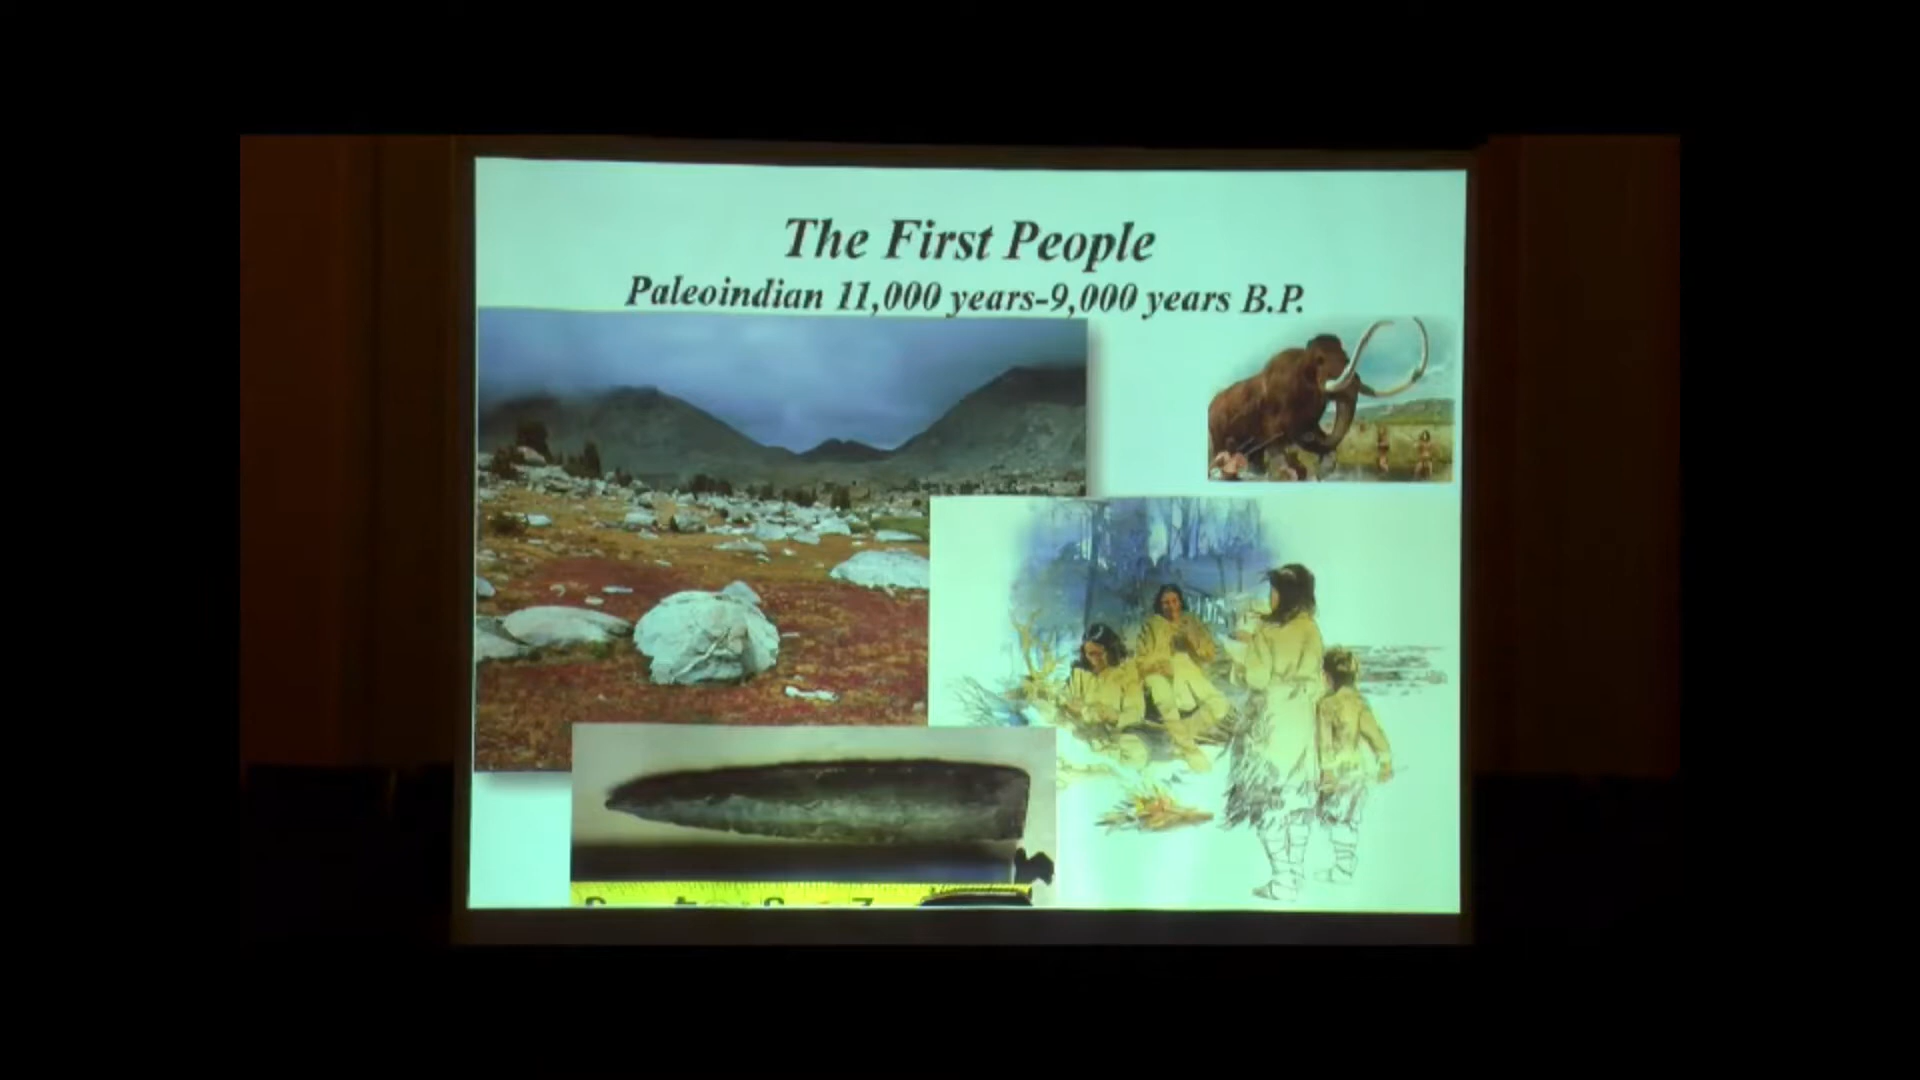 The First People
Paleoindian 11,000 years-9,000 years B.P.